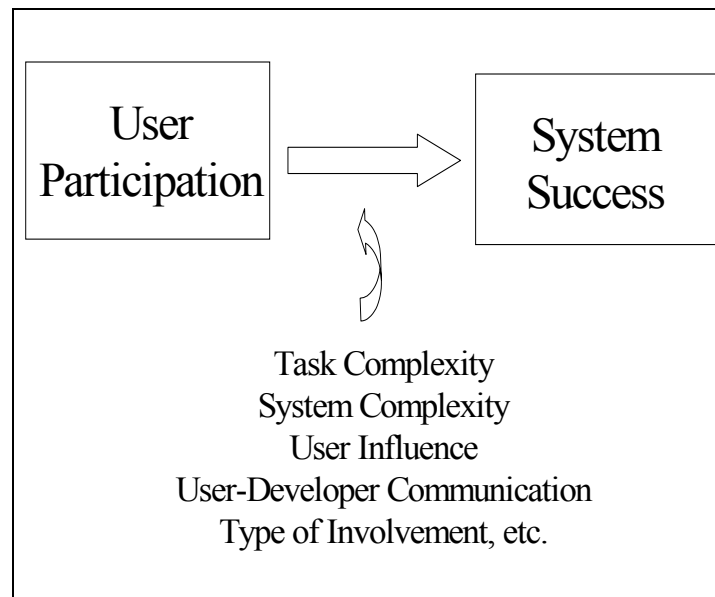 User
Participation
System
Success
Task Complexity
System Complexity
User Influence
User-Developer Communication
Type of Involvement, etc.